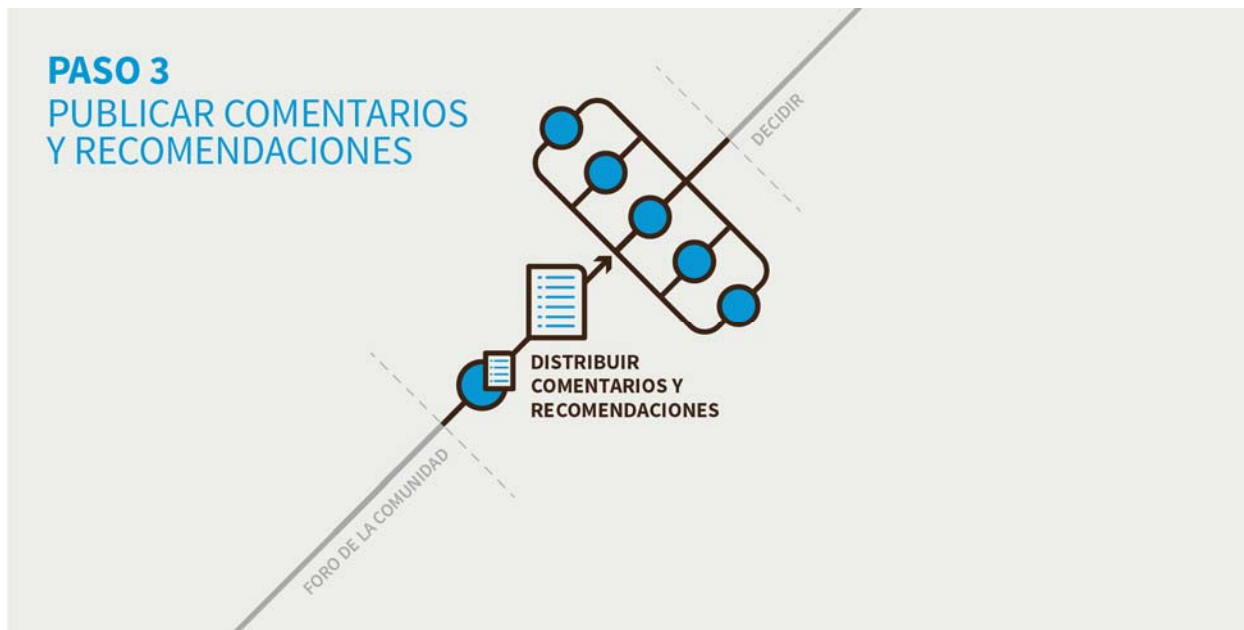 PASO 3
PUBLICAR COMENTARIOS
Y RECOMENDACIONES
DECIDIR
DISTRIBUIR
COMENTARIOS Y
RECOMENDACIONES
FORO DE LA COMUNIDAD